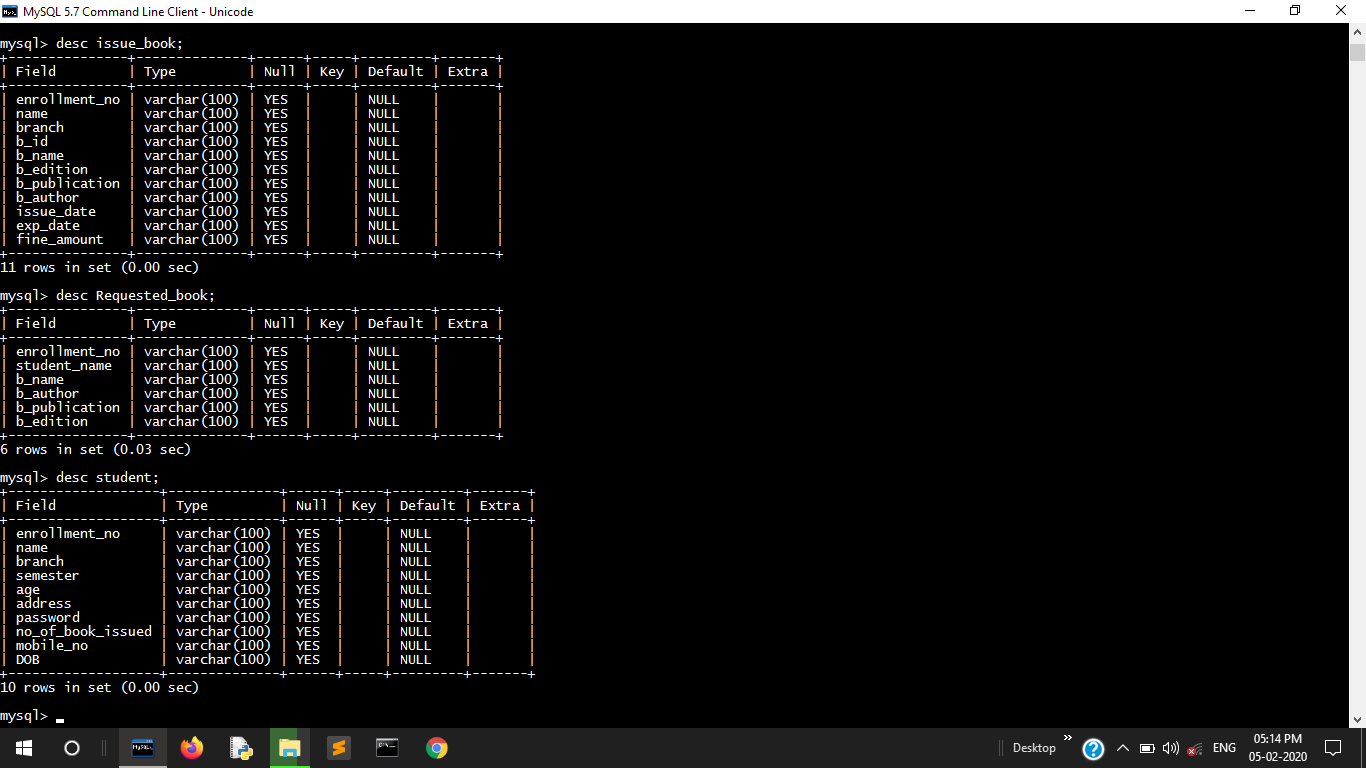 MySQL 5.7 Command Line Client - Unicode
mysql> desc issue_book;
+---------------+--------------+------+-----+---------+-------+
| Field         | Type         | Null | Key | Default | Extra |
+---------------+--------------+------+-----+---------+-------+
| enrollment_no | varchar(100) | YES  |     | NULL    |       |
| name          | varchar(100) | YES  |     | NULL    |       |
| branch        | varchar(100) | YES  |     | NULL    |       |
| b_id          | varchar(100) | YES  |     | NULL    |       |
| b_name        | varchar(100) | YES  |     | NULL    |       |
| b_edition     | varchar(100) | YES  |     | NULL    |       |
| b_publication | varchar(100) | YES  |     | NULL    |       |
| b_author      | varchar(100) | YES  |     | NULL    |       |
| issue_date    | varchar(100) | YES  |     | NULL    |       |
| exp_date      | varchar(100) | YES  |     | NULL    |       |
| fine_amount   | varchar(100) | YES  |     | NULL    |       |
+---------------+--------------+------+-----+---------+-------+
11 rows in set (0.00 sec)
mysql> desc Requested_book;
+---------------+--------------+------+-----+---------+-------+
| Field         | Type         | Null | Key | Default | Extra |
+---------------+--------------+------+-----+---------+-------+
| enrollment_no | varchar(100) | YES  |     | NULL    |       |
| student_name  | varchar(100) | YES  |     | NULL    |       |
| b_name        | varchar(100) | YES  |     | NULL    |       |
| b_author      | varchar(100) | YES  |     | NULL    |       |
| b_publication | varchar(100) | YES  |     | NULL    |       |
| b_edition     | varchar(100) | YES  |     | NULL    |       |
+---------------+--------------+------+-----+---------+-------+
6 rows in set (0.03 sec)
mysql> desc student;
+-------------------+--------------+------+-----+---------+-------+
| Field             | Type         | Null | Key | Default | Extra |
+-------------------+--------------+------+-----+---------+-------+
| enrollment_no     | varchar(100) | YES  |     | NULL    |       |
| name              | varchar(100) | YES  |     | NULL    |       |
| branch            | varchar(100) | YES  |     | NULL    |       |
| semester          | varchar(100) | YES  |     | NULL    |       |
| age               | varchar(100) | YES  |     | NULL    |       |
| address           | varchar(100) | YES  |     | NULL    |       |
| password          | varchar(100) | YES  |     | NULL    |       |
| no_of_book_issued | varchar(100) | YES  |     | NULL    |       |
| mobile_no         | varchar(100) | YES  |     | NULL    |       |
| DOB               | varchar(100) | YES  |     | NULL    |       |
+-------------------+--------------+------+-----+---------+-------+
10 rows in set (0.00 sec)
mysql> _
MySQL
Desktop »
ENG
05:14 PM
05-02-2020